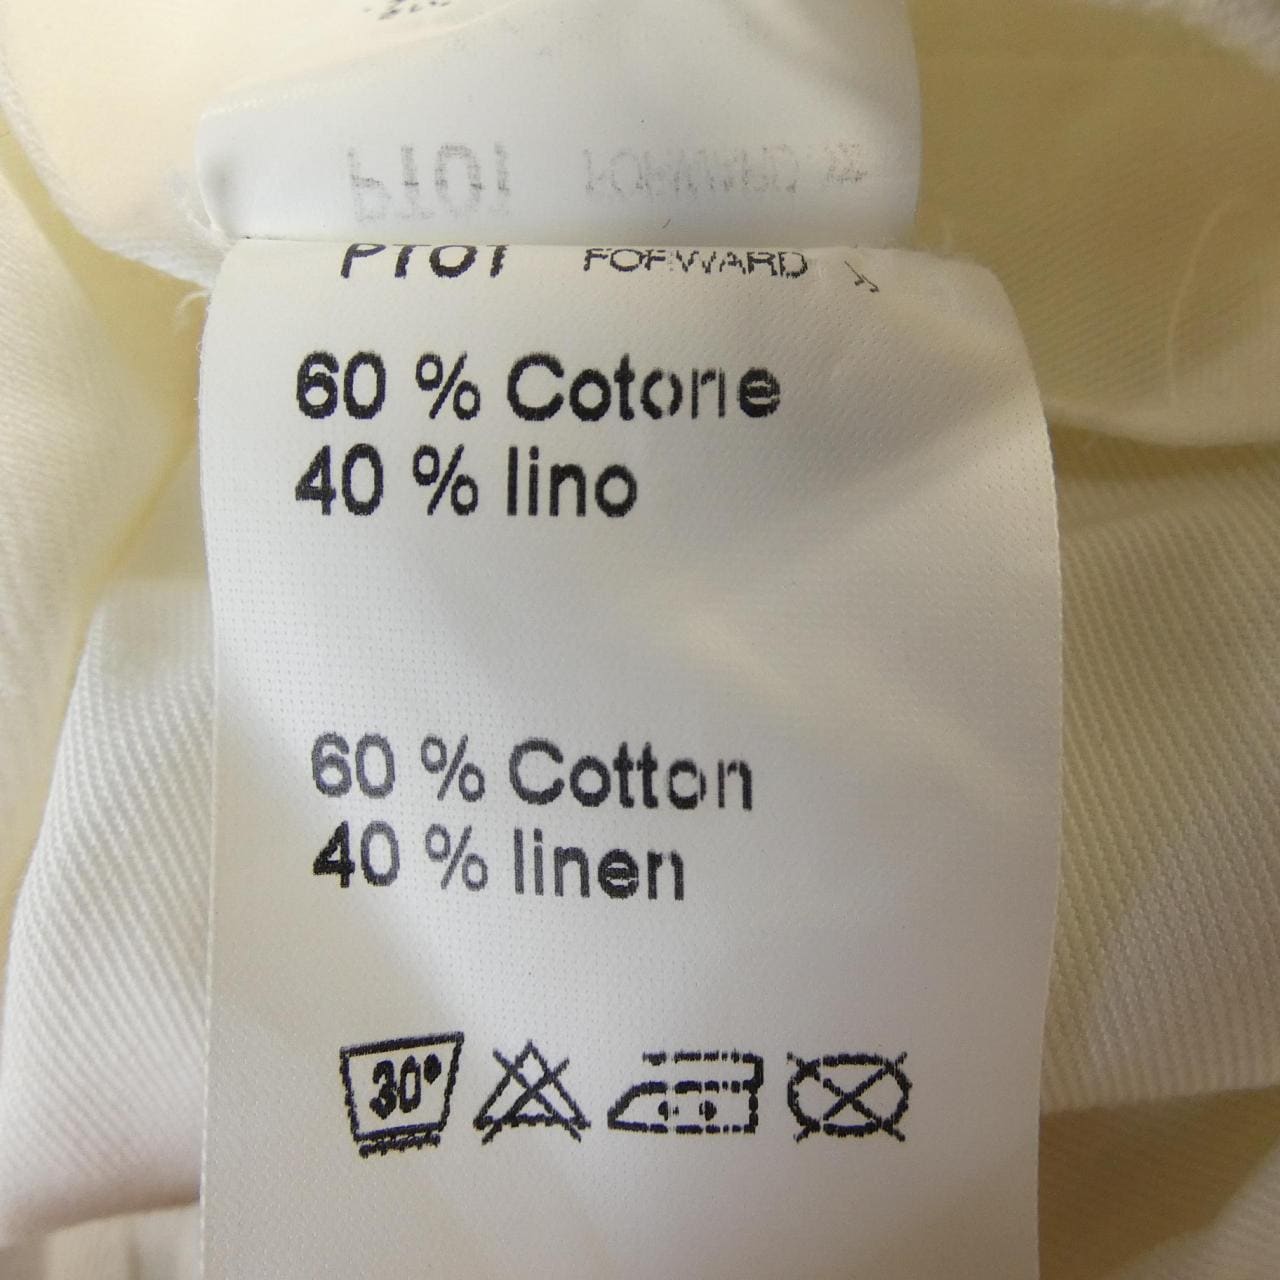 PT01 FORWARD
60 % Cotone
40 % lino
60 % Cotton
40 % linen
30°